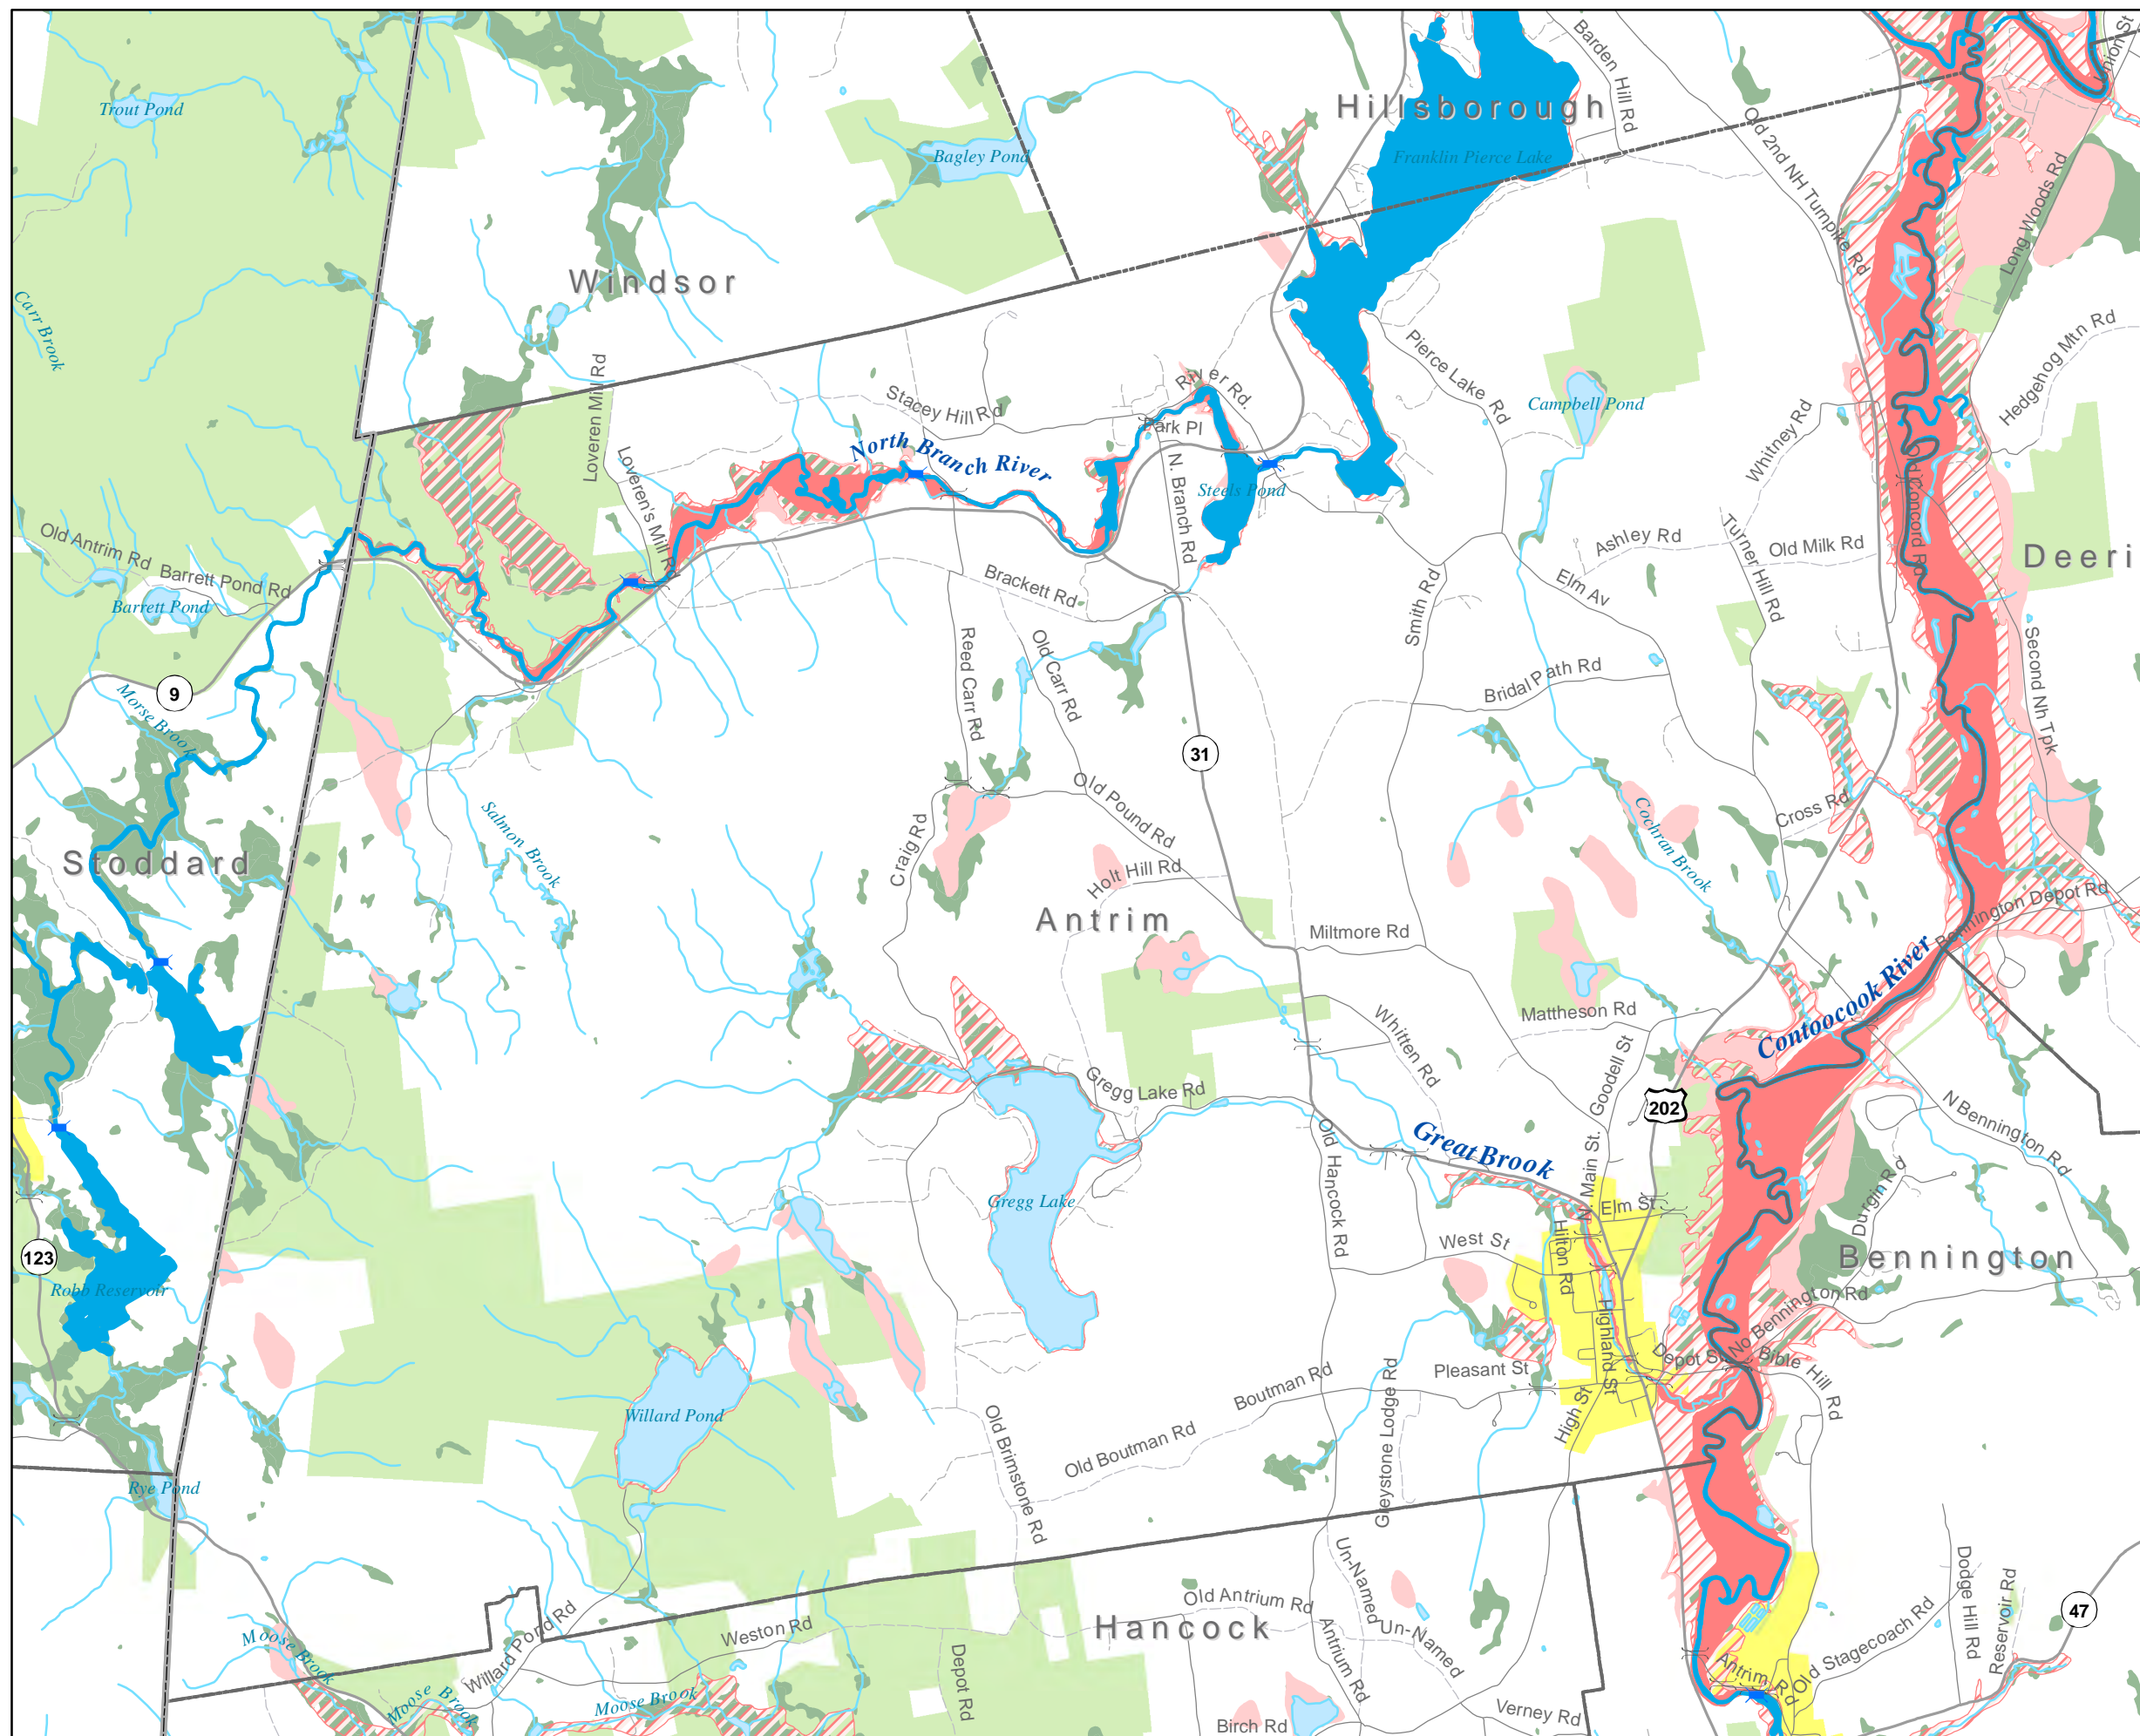 Hillsborough
Barden Hill Rd
Union St
Trout Pond
Bagley Pond
Franklin Pierce Lake
Old 2nd NH Turnpike Rd
Long Woods Rd
Windsor
Carr Brook
Pierce Lake Rd
Hedgehog Mtn Rd
Loveren Mill Rd
Stacey Hill Rd
River Rd.
Park Pl
Campbell Pond
Whitney Rd
North Branch River
Loveren's Mill Rd
N. Branch Rd
Steels Pond
Old Concord Rd
Old Antrim Rd
Barrett Pond Rd
Barrett Pond
Brackett Rd
Ashley Rd
Elm Av
Turner Hill Rd
Old Milk Rd
Deeri
Smith Rd
Second Nh Tpk
Reed Carr Rd
Old Carr Rd
Bridal Path Rd
9
Morse Brook
31
Salmon Brook
Old Pound Rd
Cochran Brook
Cross Rd
Stoddard
Craig Rd
Holt Hill Rd
Antrim
Miltmore Rd
Bennington Depot Rd
Contoocook River
Mattheson Rd
Whitten Rd
Goodell St
Gregg Lake Rd
202
N Bennington Rd
Old Hancock Rd
Great Brook
N. Main St.
Elm St
Durgin Rd
Gregg Lake
123
Robb Reservoir
West St
Hilton Rd
Bennington
No Bennington Rd
Highland St
Depot St
Bible Hill Rd
Pleasant St
High St
Boutman Rd
Greystone Lodge Rd
Willard Pond
Old Brimstone Rd
Old Boutman Rd
Rye Pond
Un-Named
Un-Named
Old Antrium Rd
Antrium Rd
Hancock
Dodge Hill Rd
Reservoir Rd
47
Moose Brook
Willard Pond Rd
Weston Rd
Depot Rd
Moose Brook
Moose Brook
Antrim Rd
Old Stagecoach Rd
Verney Rd
Birch Rd